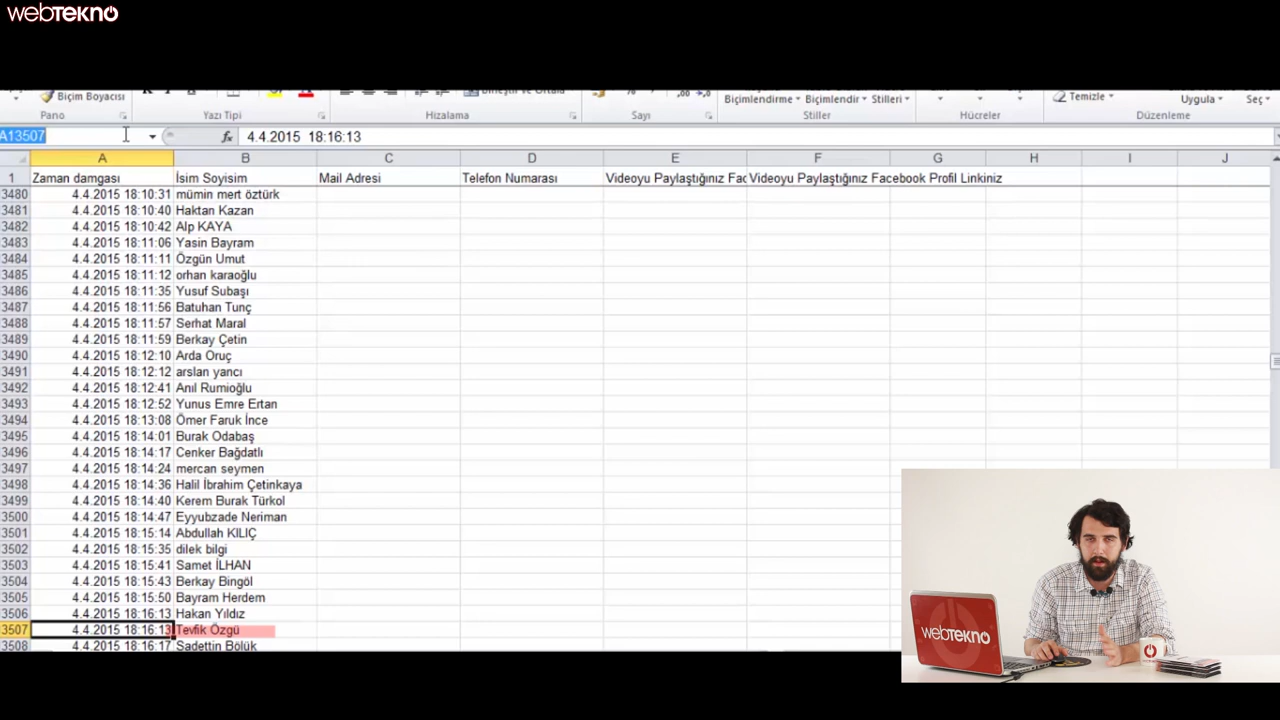 webtekno
Biçim Boyacısı
Biçimlendirme Biçimlendir Stilleri
Temizle
Uygula Seç
Pano Yazı Tipi Hizalama Sayı Stiller Hücreler Düzenleme
A13507 fx 4.4.2015 18:16:13
A B C D E F G H I J
1 Zaman damgası İsim Soyisim Mail Adresi Telefon Numarası Videoyu Paylaştığınız Fac Videoyu Paylaştığınız Facebook Profil Linkiniz
3480 4.4.2015 18:10:31 mümin mert öztürk
3481 4.4.2015 18:10:40 Haktan Kazan
3482 4.4.2015 18:10:42 Alp KAYA
3483 4.4.2015 18:11:06 Yasin Bayram
3484 4.4.2015 18:11:11 Özgün Umut
3485 4.4.2015 18:11:12 orhan karaoğlu
3486 4.4.2015 18:11:35 Yusuf Subaşı
3487 4.4.2015 18:11:56 Batuhan Tunç
3488 4.4.2015 18:11:57 Serhat Maral
3489 4.4.2015 18:11:59 Berkay Çetin
3490 4.4.2015 18:12:10 Arda Oruç
3491 4.4.2015 18:12:12 arslan yancı
3492 4.4.2015 18:12:41 Anıl Rumioğlu
3493 4.4.2015 18:12:52 Yunus Emre Ertan
3494 4.4.2015 18:13:08 Ömer Faruk İnce
3495 4.4.2015 18:14:01 Burak Odabaş
3496 4.4.2015 18:14:17 Cenker Bağdatlı
3497 4.4.2015 18:14:24 mercan seymen
3498 4.4.2015 18:14:36 Halil İbrahim Çetinkaya
3499 4.4.2015 18:14:40 Kerem Burak Türkol
3500 4.4.2015 18:14:47 Eyyubzade Neriman
3501 4.4.2015 18:15:14 Abdullah KILIÇ
3502 4.4.2015 18:15:35 dilek bilgi
3503 4.4.2015 18:15:41 Samet İLHAN
3504 4.4.2015 18:15:43 Berkay Bingöl
3505 4.4.2015 18:15:50 Bayram Herdem
3506 4.4.2015 18:16:13 Hakan Yıldız
3507 4.4.2015 18:16:13 Tevfik Özgü
3508 4.4.2015 18:16:17 Sadettin Bölük
webtekno